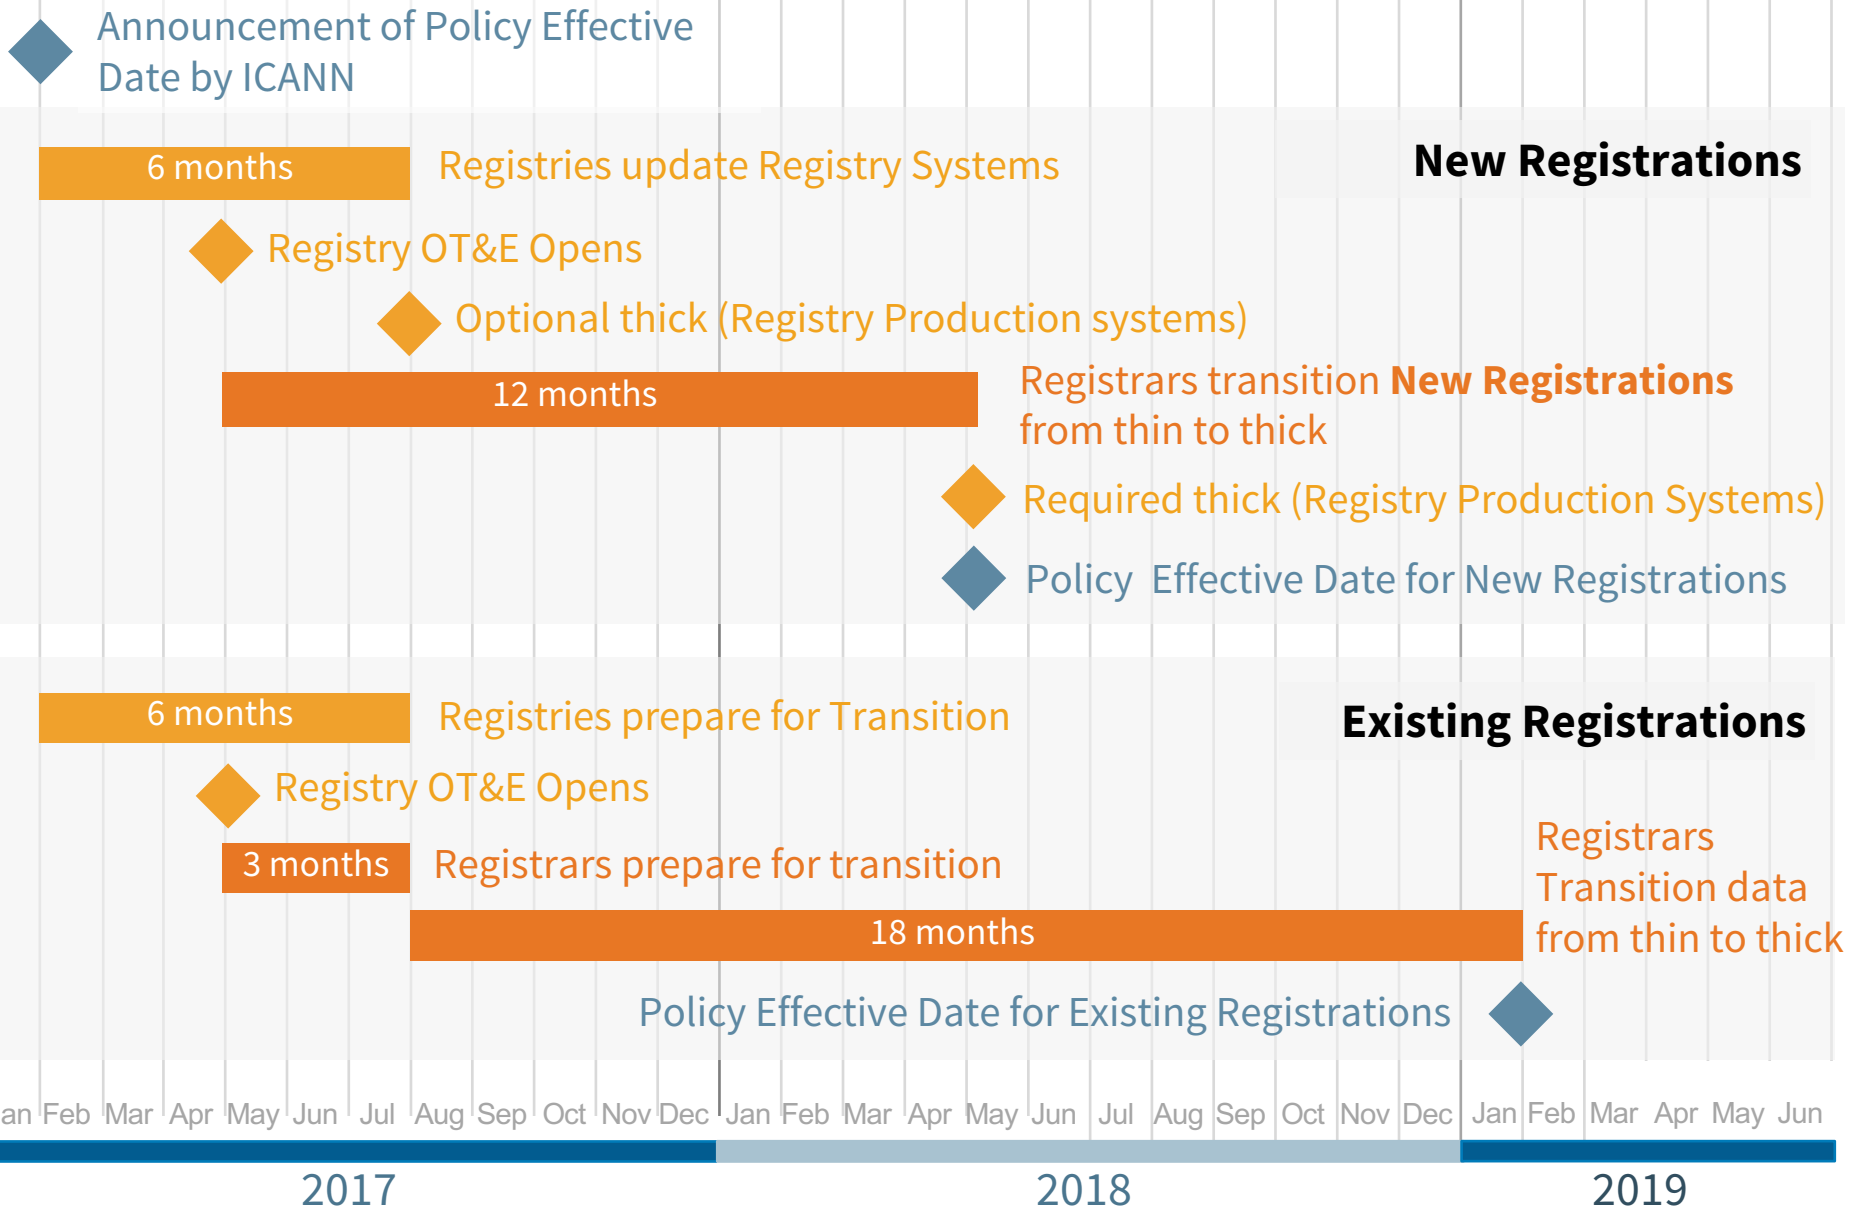 Announcement of Policy Effective
Date by ICANN
New Registrations
6 months
Registries update Registry Systems
Registry OT&E Opens
Optional thick (Registry Production systems)
12 months
Registrars transition New Registrations
from thin to thick
Required thick (Registry Production Systems)
Policy Effective Date for New Registrations
Existing Registrations
6 months
Registries prepare for Transition
Registry OT&E Opens
3 months
Registrars prepare for transition
18 months
Registrars
Transition data
from thin to thick
Policy Effective Date for Existing Registrations
an Feb Mar Apr May Jun Jul Aug Sep Oct Nov Dec Jan Feb Mar Apr May Jun Jul Aug Sep Oct Nov Dec Jan Feb Mar Apr May Jun
2017 2018 2019